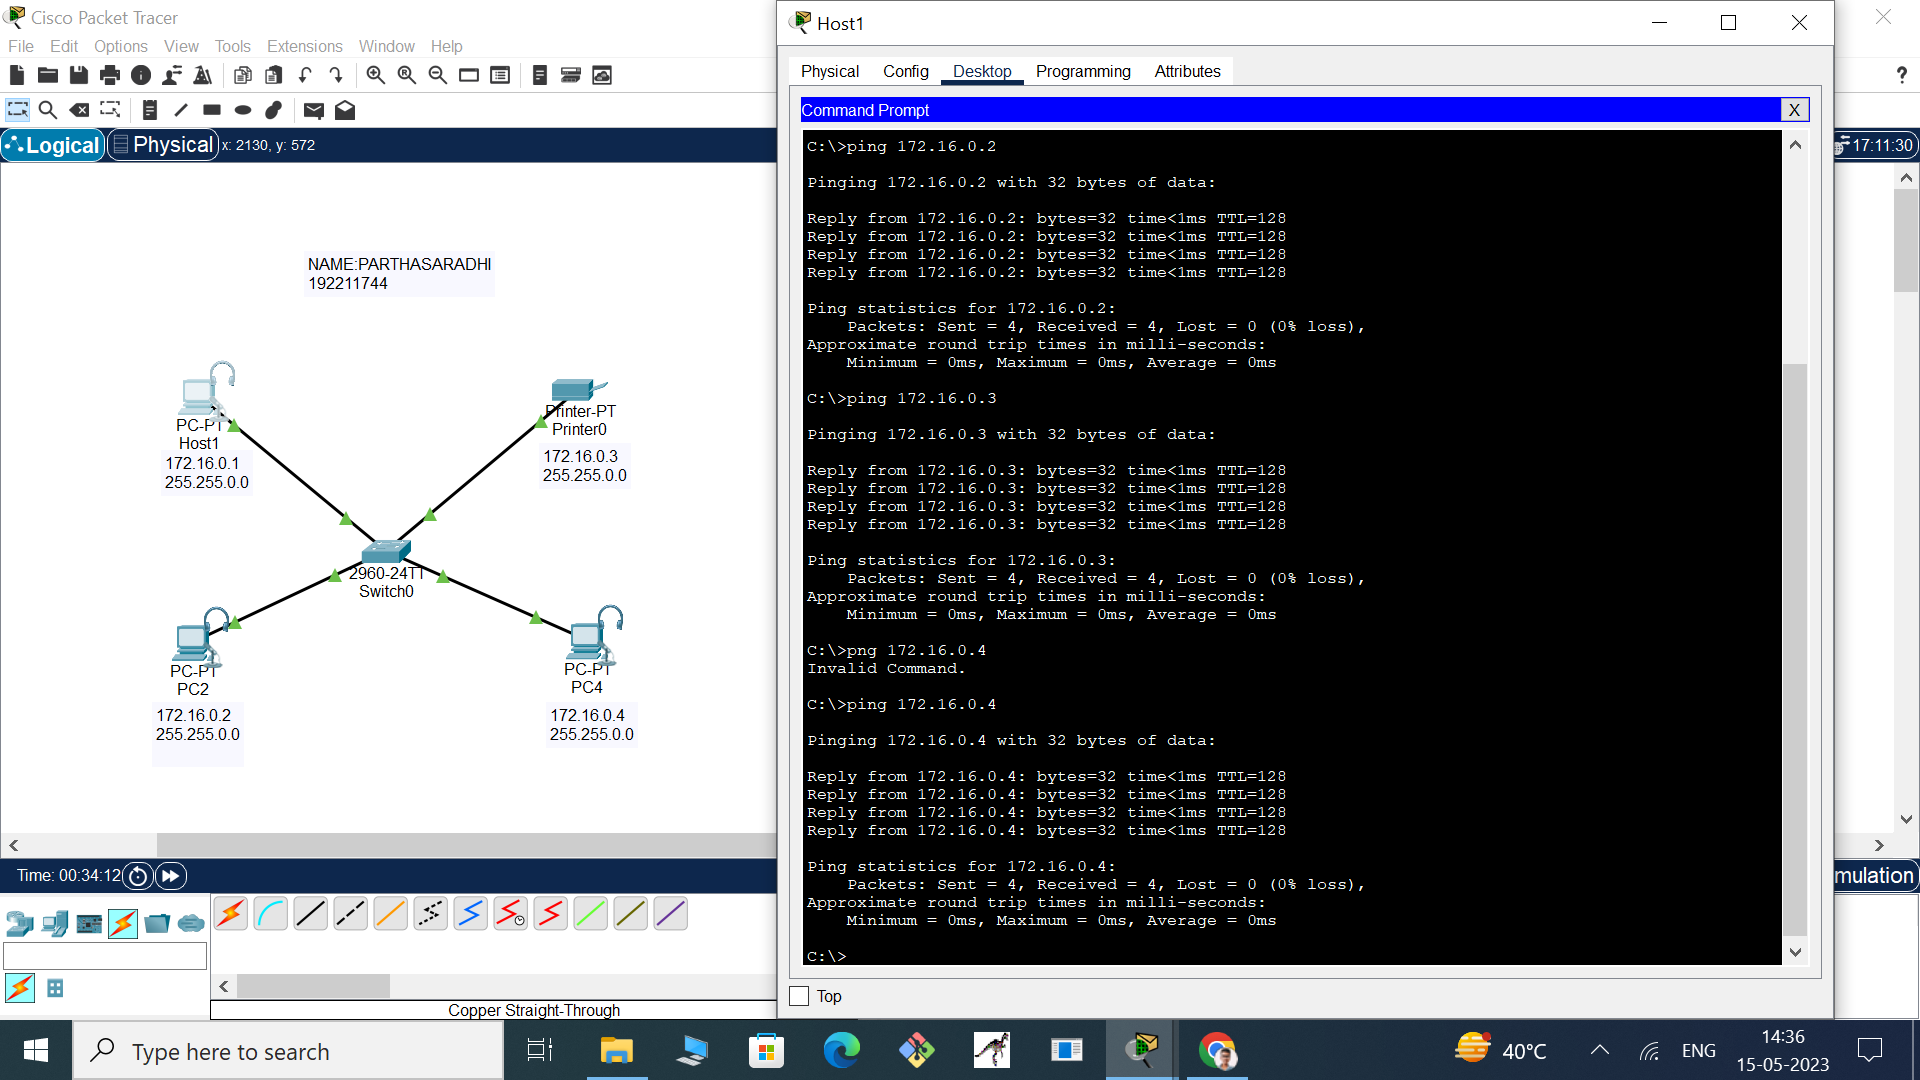 Cisco Packet Tracer
File Edit Options View Tools Extensions Window Help
Logical
Physical
x: 2130, y: 572
NAME:PARTHASARADHI
192211744
PC-PT
Host1
172.16.0.1
255.255.0.0
Printer-PT
Printer0
172.16.0.3
255.255.0.0
2960-24TT
Switch0
PC-PT
PC2
172.16.0.2
255.255.0.0
PC-PT
PC4
172.16.0.4
255.255.0.0
Time: 00:34:12
Copper Straight-Through
Host1
Physical Config Desktop Programming Attributes
Command Prompt
X
C:\>ping 172.16.0.2
Pinging 172.16.0.2 with 32 bytes of data:
Reply from 172.16.0.2: bytes=32 time<1ms TTL=128
Reply from 172.16.0.2: bytes=32 time<1ms TTL=128
Reply from 172.16.0.2: bytes=32 time<1ms TTL=128
Reply from 172.16.0.2: bytes=32 time<1ms TTL=128
Ping statistics for 172.16.0.2:
Packets: Sent = 4, Received = 4, Lost = 0 (0% loss),
Approximate round trip times in milli-seconds:
Minimum = 0ms, Maximum = 0ms, Average = 0ms
C:\>ping 172.16.0.3
Pinging 172.16.0.3 with 32 bytes of data:
Reply from 172.16.0.3: bytes=32 time<1ms TTL=128
Reply from 172.16.0.3: bytes=32 time<1ms TTL=128
Reply from 172.16.0.3: bytes=32 time<1ms TTL=128
Reply from 172.16.0.3: bytes=32 time<1ms TTL=128
Ping statistics for 172.16.0.3:
Packets: Sent = 4, Received = 4, Lost = 0 (0% loss),
Approximate round trip times in milli-seconds:
Minimum = 0ms, Maximum = 0ms, Average = 0ms
C:\>png 172.16.0.4
Invalid Command.
C:\>ping 172.16.0.4
Pinging 172.16.0.4 with 32 bytes of data:
Reply from 172.16.0.4: bytes=32 time<1ms TTL=128
Reply from 172.16.0.4: bytes=32 time<1ms TTL=128
Reply from 172.16.0.4: bytes=32 time<1ms TTL=128
Reply from 172.16.0.4: bytes=32 time<1ms TTL=128
Ping statistics for 172.16.0.4:
Packets: Sent = 4, Received = 4, Lost = 0 (0% loss),
Approximate round trip times in milli-seconds:
Minimum = 0ms, Maximum = 0ms, Average = 0ms
C:\>
Top
?
17:11:30
mulation
Type here to search
40°C
ENG
14:36
15-05-2023